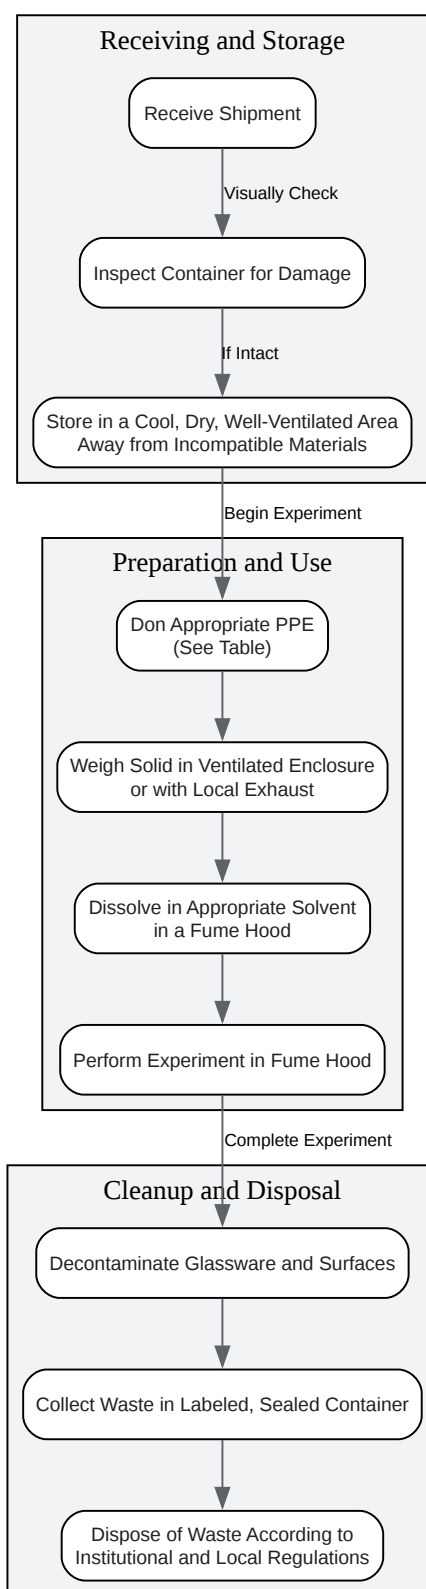 Receiving and Storage
Receive Shipment
Visually Check
Inspect Container for Damage
If Intact
Store in a Cool, Dry, Well-Ventilated Area
Away from Incompatible Materials
Begin Experiment
Preparation and Use
Don Appropriate PPE
(See Table)
Weigh Solid in Ventilated Enclosure
or with Local Exhaust
Dissolve in Appropriate Solvent
in a Fume Hood
Perform Experiment in Fume Hood
Complete Experiment
Cleanup and Disposal
Decontaminate Glassware and Surfaces
Collect Waste in Labeled, Sealed Container
Dispose of Waste According to
Institutional and Local Regulations